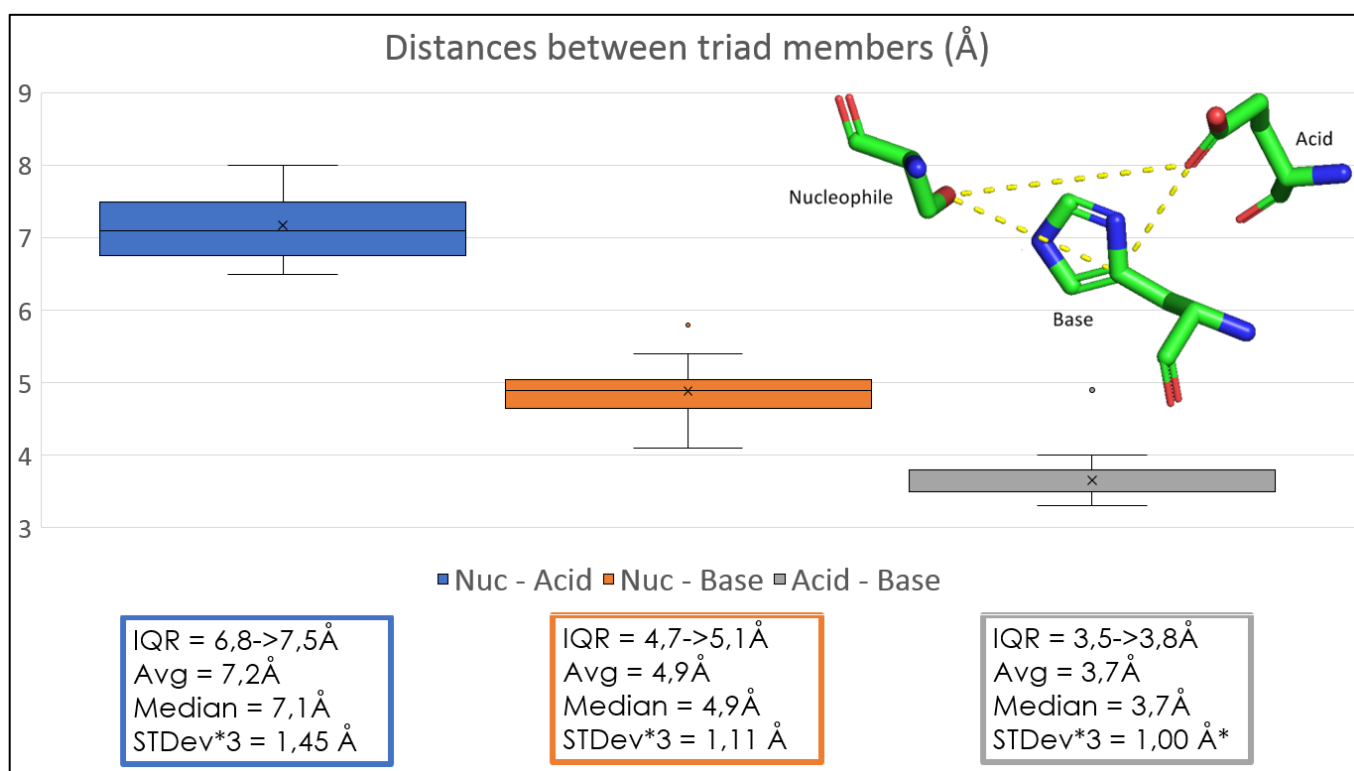 Distances between triad members (Å)
9
8
7
6
5
4
3
Nucleophile
Acid
Base
Nuc - Acid Nuc - Base Acid - Base
IQR = 6,8->7,5Å
Avg = 7,2Å
Median = 7,1Å
STDev*3 = 1,45 Å
IQR = 4,7->5,1Å
Avg = 4,9Å
Median = 4,9Å
STDev*3 = 1,11 Å
IQR = 3,5->3,8Å
Avg = 3,7Å
Median = 3,7Å
STDev*3 = 1,00 Å*